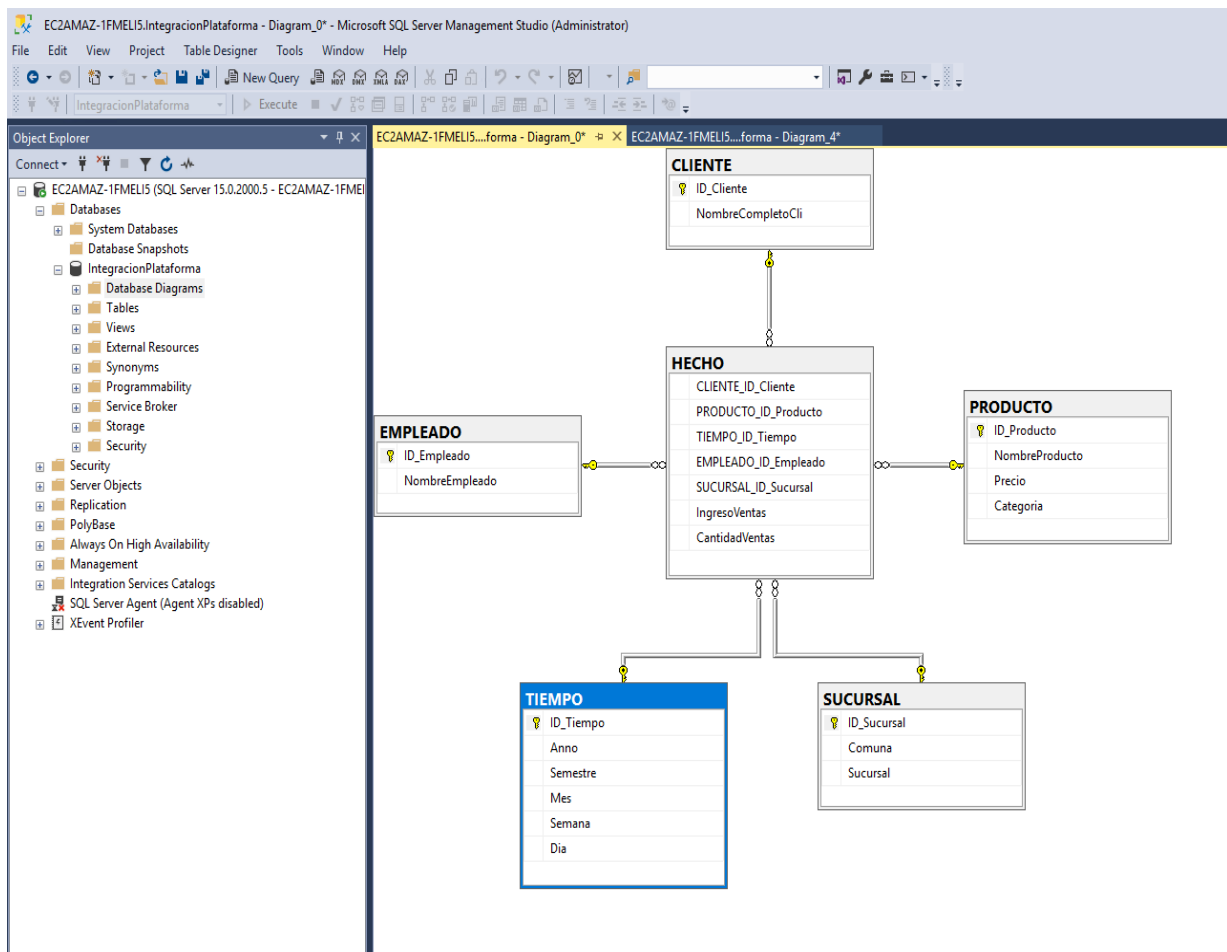 EC2AMAZ-1FMELI5.IntegracionPlataforma - Diagram_0* - Microsoft SQL Server Management Studio (Administrator)
File Edit View Project Table Designer Tools Window Help
New Query MDX DMX XMLA DAX
IntegracionPlataforma Execute
Object Explorer
Connect
EC2AMAZ-1FMELI5 (SQL Server 15.0.2000.5 - EC2AMAZ-1FMEI
Databases
System Databases
Database Snapshots
IntegracionPlataforma
Database Diagrams
Tables
Views
External Resources
Synonyms
Programmability
Service Broker
Storage
Security
Security
Server Objects
Replication
PolyBase
Always On High Availability
Management
Integration Services Catalogs
SQL Server Agent (Agent XPs disabled)
XEvent Profiler
EC2AMAZ-1FMELI5....forma - Diagram_0* EC2AMAZ-1FMELI5....forma - Diagram_4*
CLIENTE
ID_Cliente
NombreCompletoCli
HECHO
CLIENTE_ID_Cliente
PRODUCTO_ID_Producto
TIEMPO_ID_Tiempo
EMPLEADO_ID_Empleado
SUCURSAL_ID_Sucursal
IngresoVentas
CantidadVentas
EMPLEADO
ID_Empleado
NombreEmpleado
PRODUCTO
ID_Producto
NombreProducto
Precio
Categoria
TIEMPO
ID_Tiempo
Anno
Semestre
Mes
Semana
Dia
SUCURSAL
ID_Sucursal
Comuna
Sucursal